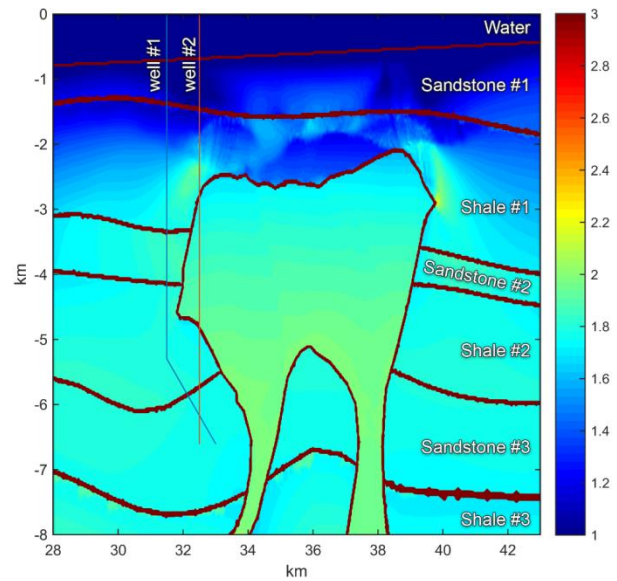 0
Water
well #1
well #2
-1
Sandstone #1
-2
-3
Shale #1
km
-4
Sandstone #2
-5
Shale #2
-6
Sandstone #3
-7
Shale #3
-8
28 30 32 34 36 38 40 42
km
3
2.8
2.6
2.4
2.2
2
1.8
1.6
1.4
1.2
1